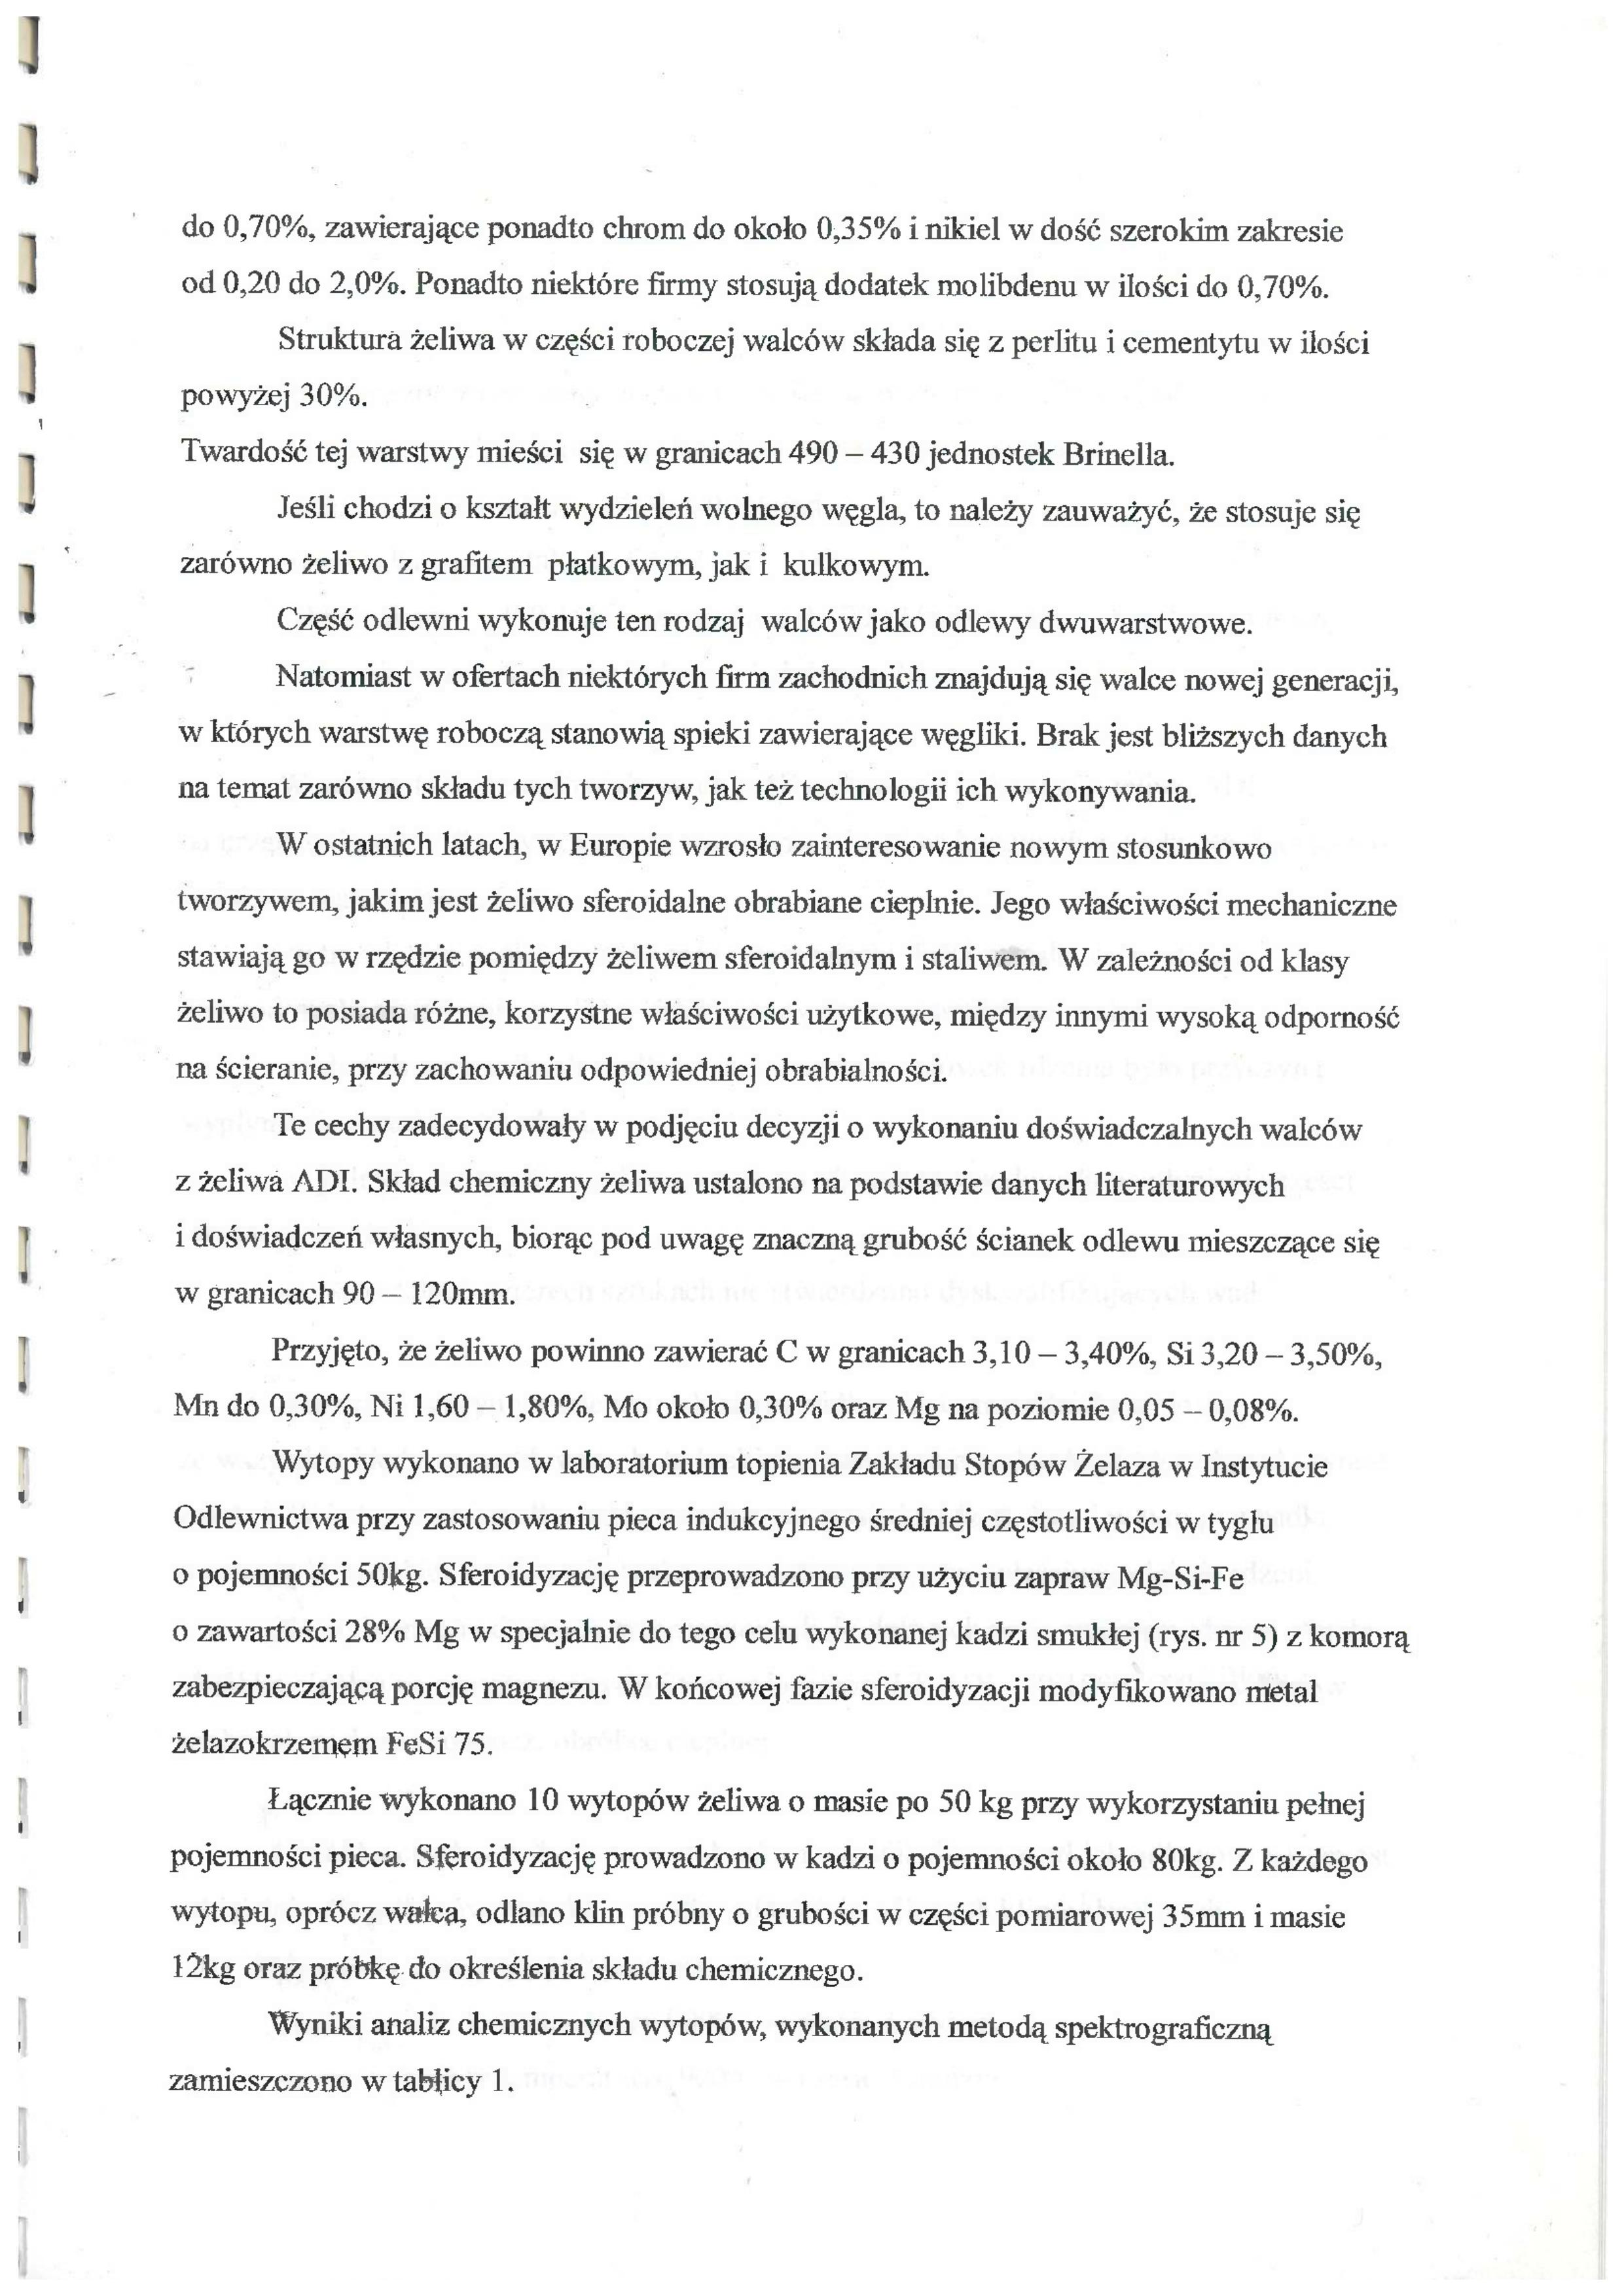 do 0,70%, zawierające ponadto chrom do około 0,35% i nikiel w dość szerokim zakresie
od 0,20 do 2,0%. Ponadto niektóre firmy stosują dodatek molibdenu w ilości do 0,70%.
Struktura żeliwa w części roboczej walców składa się z perlitu i cementytu w ilości
powyżej 30%.
Twardość tej warstwy mieści się w granicach 490 – 430 jednostek Brinella.
Jeśli chodzi o kształt wydzieleń wolnego węgla, to należy zauważyć, że stosuje się
zarówno żeliwo z grafitem płatkowym, jak i kulkowym.
Część odlewni wykonuje ten rodzaj walców jako odlewy dwuwarstwowe.
Natomiast w ofertach niektórych firm zachodnich znajdują się walce nowej generacji,
w których warstwę roboczą stanowią spieki zawierające węgliki. Brak jest bliższych danych
na temat zarówno składu tych tworzyw, jak też technologii ich wykonywania.
W ostatnich latach, w Europie wzrosło zainteresowanie nowym stosunkowo
tworzywem, jakim jest żeliwo sferoidalne obrabiane cieplnie. Jego właściwości mechaniczne
stawiają go w rzędzie pomiędzy żeliwem sferoidalnym i staliwem. W zależności od klasy
żeliwo to posiada różne, korzystne właściwości użytkowe, między innymi wysoką odporność
na ścieranie, przy zachowaniu odpowiedniej obrabialności.
Te cechy zadecydowały w podjęciu decyzji o wykonaniu doświadczalnych walców
z żeliwa ADI. Skład chemiczny żeliwa ustalono na podstawie danych literaturowych
i doświadczeń własnych, biorąc pod uwagę znaczną grubość ścianek odlewu mieszczące się
w granicach 90 – 120mm.
Przyjęto, że żeliwo powinno zawierać C w granicach 3,10 – 3,40%, Si 3,20 – 3,50%,
Mn do 0,30%, Ni 1,60 – 1,80%, Mo około 0,30% oraz Mg na poziomie 0,05 – 0,08%.
Wytopy wykonano w laboratorium topienia Zakładu Stopów Żelaza w Instytucie
Odlewnictwa przy zastosowaniu pieca indukcyjnego średniej częstotliwości w tyglu
o pojemności 50kg. Sferoidyzację przeprowadzono przy użyciu zapraw Mg-Si-Fe
o zawartości 28% Mg w specjalnie do tego celu wykonanej kadzi smukłej (rys. nr 5) z komorą
zabezpieczającą porcję magnezu. W końcowej fazie sferoidyzacji modyfikowano metal
żelazokrzemem FeSi 75.
Łącznie wykonano 10 wytopów żeliwa o masie po 50 kg przy wykorzystaniu pełnej
pojemności pieca. Sferoidyzację prowadzono w kadzi o pojemności około 80kg. Z każdego
wytopu, oprócz walca, odlano klin próbny o grubości w części pomiarowej 35mm i masie
12kg oraz próbkę do określenia składu chemicznego.
Wyniki analiz chemicznych wytopów, wykonanych metodą spektrograficzną
zamieszczono w tablicy 1.